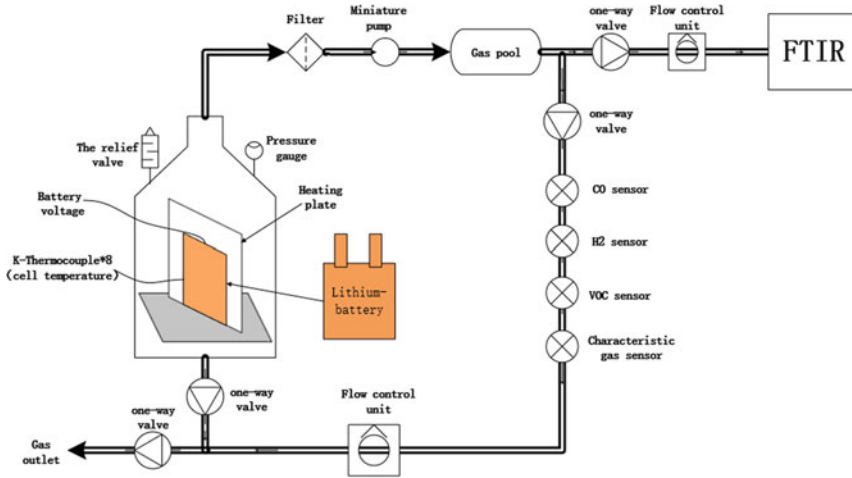 Filter
Miniature
pump
Gas pool
one-way
valve
Flow control
unit
FTIR
The relief
valve
Pressure
gauge
one-way
valve
Battery
voltage
Heating
plate
CO sensor
K-Thermocouple*8
(cell temperature)
H2 sensor
Lithium-
battery
VOC sensor
Characteristic
gas sensor
one-way
valve
Flow control
unit
one-way
valve
Gas
outlet